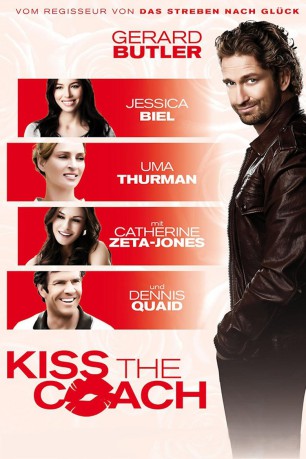 VOM REGISSEUR VON DAS STREBEN NACH GLÜCK
GERARD
BUTLER
JESSICA
BIEL
UMA
THURMAN
mit
CATHERINE
ZETA-JONES
und
DENNIS
QUAID
KISS THE
COACH